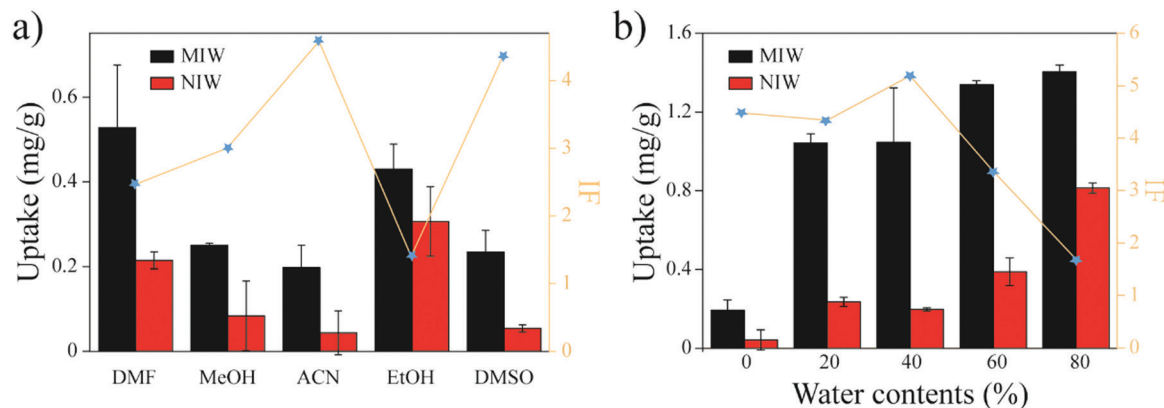 a)
MIW
NIW
Uptake (mg/g)
0.6
0.4
0.2
0
4
3
2
1
0
IF
DMF MeOH ACN EtOH DMSO
b)
MIW
NIW
Uptake (mg/g)
1.6
1.2
0.8
0.4
0
6
5
4
3
2
1
0
IF
0 20 40 60 80
Water contents (%)